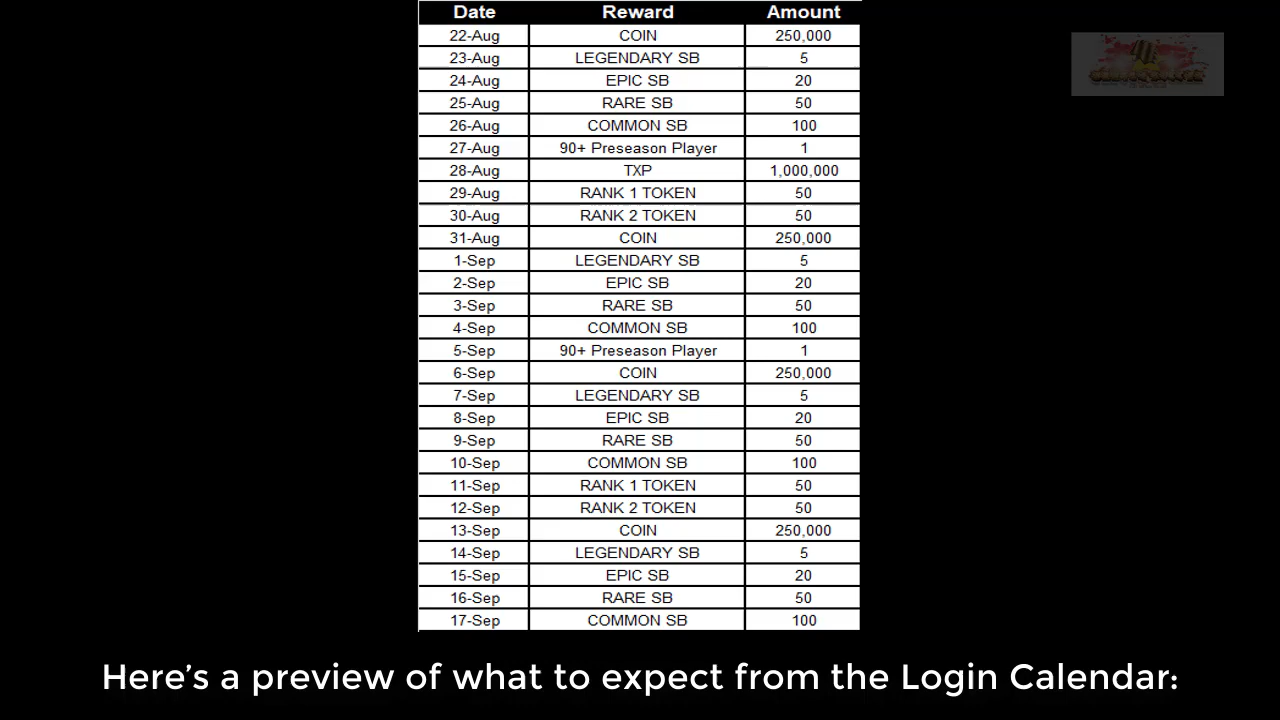 Date Reward Amount
22-Aug COIN 250,000
23-Aug LEGENDARY SB 5
24-Aug EPIC SB 20
25-Aug RARE SB 50
26-Aug COMMON SB 100
27-Aug 90+ Preseason Player 1
28-Aug TXP 1,000,000
29-Aug RANK 1 TOKEN 50
30-Aug RANK 2 TOKEN 50
31-Aug COIN 250,000
1-Sep LEGENDARY SB 5
2-Sep EPIC SB 20
3-Sep RARE SB 50
4-Sep COMMON SB 100
5-Sep 90+ Preseason Player 1
6-Sep COIN 250,000
7-Sep LEGENDARY SB 5
8-Sep EPIC SB 20
9-Sep RARE SB 50
10-Sep COMMON SB 100
11-Sep RANK 1 TOKEN 50
12-Sep RANK 2 TOKEN 50
13-Sep COIN 250,000
14-Sep LEGENDARY SB 5
15-Sep EPIC SB 20
16-Sep RARE SB 50
17-Sep COMMON SB 100
Here's a preview of what to expect from the Login Calendar: